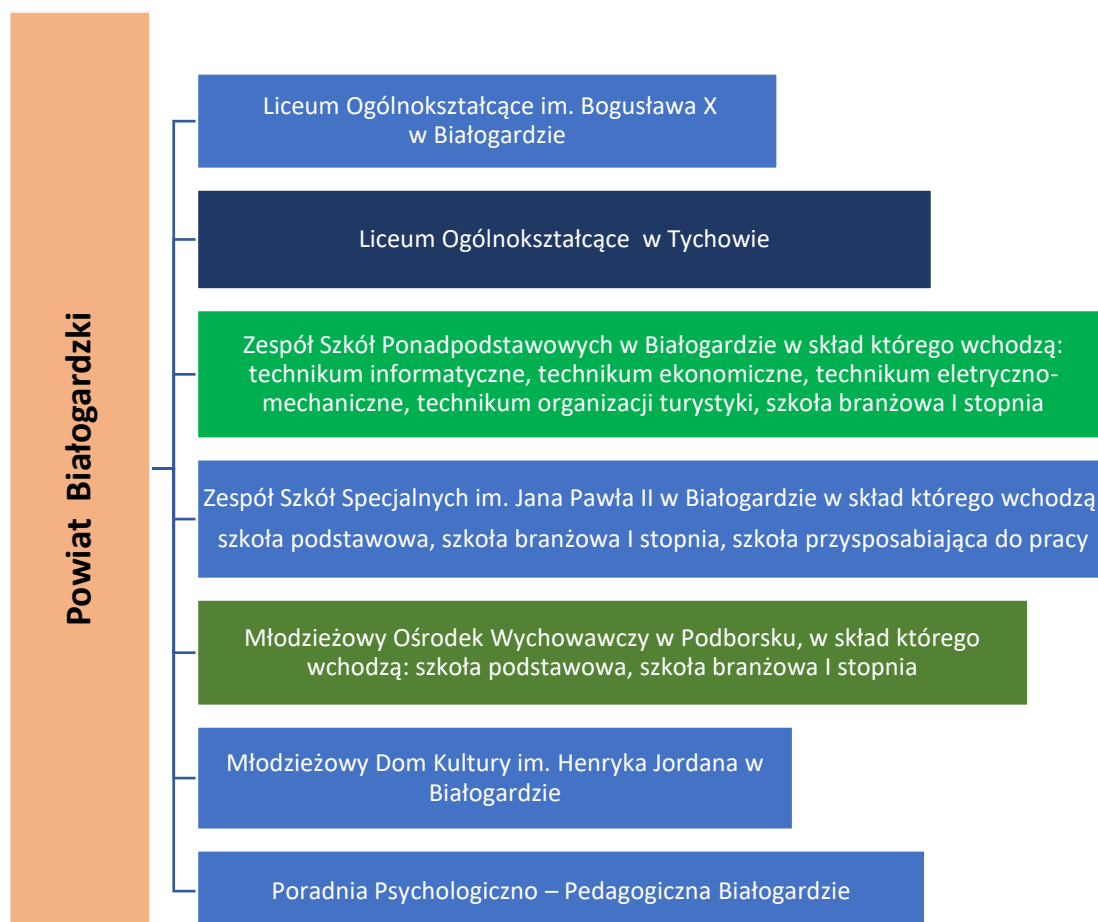 Powiat Białogardzki
Liceum Ogólnokształcące im. Bogusława X
w Białogardzie
Liceum Ogólnokształcące w Tychowie
Zespół Szkół Ponadpodstawowych w Białogardzie w skład którego wchodzą:
technikum informatyczne, technikum ekonomiczne, technikum eletryczno-
mechaniczne, technikum organizacji turystyki, szkoła branżowa I stopnia
Zespół Szkół Specjalnych im. Jana Pawła II w Białogardzie w skład którego wchodzą
szkoła podstawowa, szkoła branżowa I stopnia, szkoła przysposabiająca do pracy
Młodzieżowy Ośrodek Wychowawczy w Podborsku, w skład którego
wchodzą: szkoła podstawowa, szkoła branżowa I stopnia
Młodzieżowy Dom Kultury im. Henryka Jordana w
Białogardzie
Poradnia Psychologiczno – Pedagogiczna Białogardzie